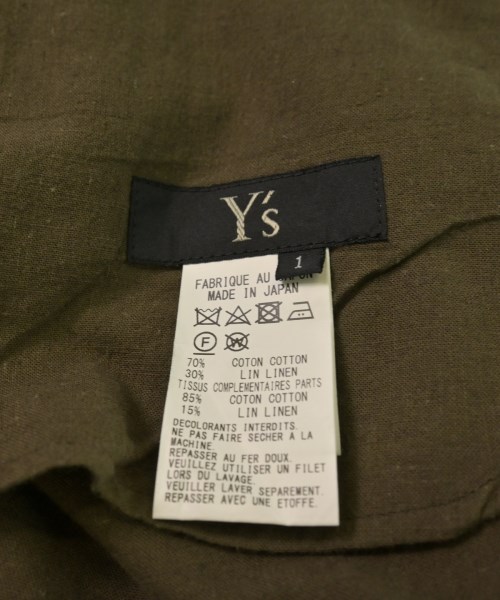 Y's
1
FABRIQUE AU
MADE IN JAPAN
F W
70% COTON COTTON
30% LIN LINEN
TISSUS COMPLEMENTAIRES PARTS
85% COTON COTTON
15% LIN LINEN
DECOLORANTS INTERDITS.
NE PAS FAIRE SECHER A LA
MACHINE.
REPASSER AU FER DOUX.
VEUILLEZ UTILISER UN FILET
LORS DU LAVAGE.
VEUILLER LAVER SEPAREMENT.
REPASSER AVEC UNE ETOFFE.